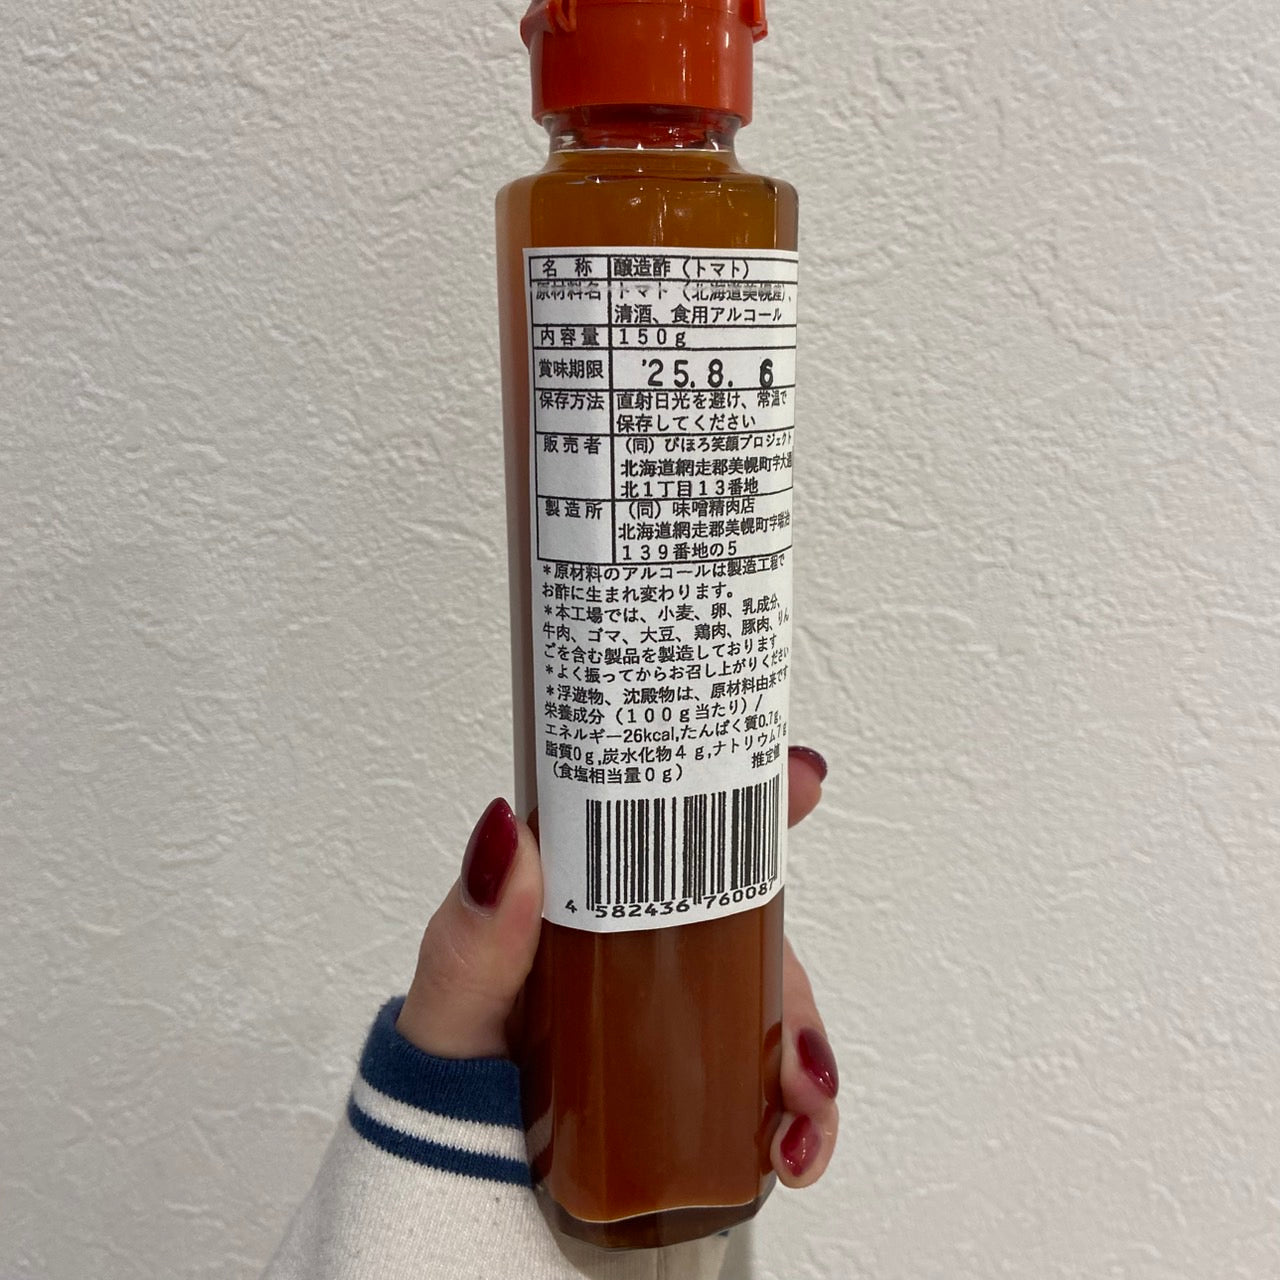 名称 醸造酢（トマト）
原材料名 トマト（北海道美幌産）、
清酒、食用アルコール
内容量 １５０ｇ
賞味期限 '25.8. 6
保存方法 直射日光を避け、常温で
保存してください
販売者 （同）びほろ笑顔プロジェクト
北海道網走郡美幌町字大通
北１丁目１３番地
製造所 （同）味噌精肉店
北海道網走郡美幌町字瑞治
１３９番地の５
＊原材料のアルコールは製造工程で
お酢に生まれ変わります。
＊本工場では、小麦、卵、乳成分、
牛肉、ゴマ、大豆、鶏肉、豚肉、りん
ごを含む製品を製造しております
＊よく振ってからお召し上がりください
＊浮遊物、沈殿物は、原材料由来です
栄養成分（１００ｇ当たり）/
エネルギー26kcal,たんぱく質0.7g,
脂質0ｇ,炭水化物４ｇ,ナトリウム7ｇ
（食塩相当量０ｇ） 推定値
4 582436 760087